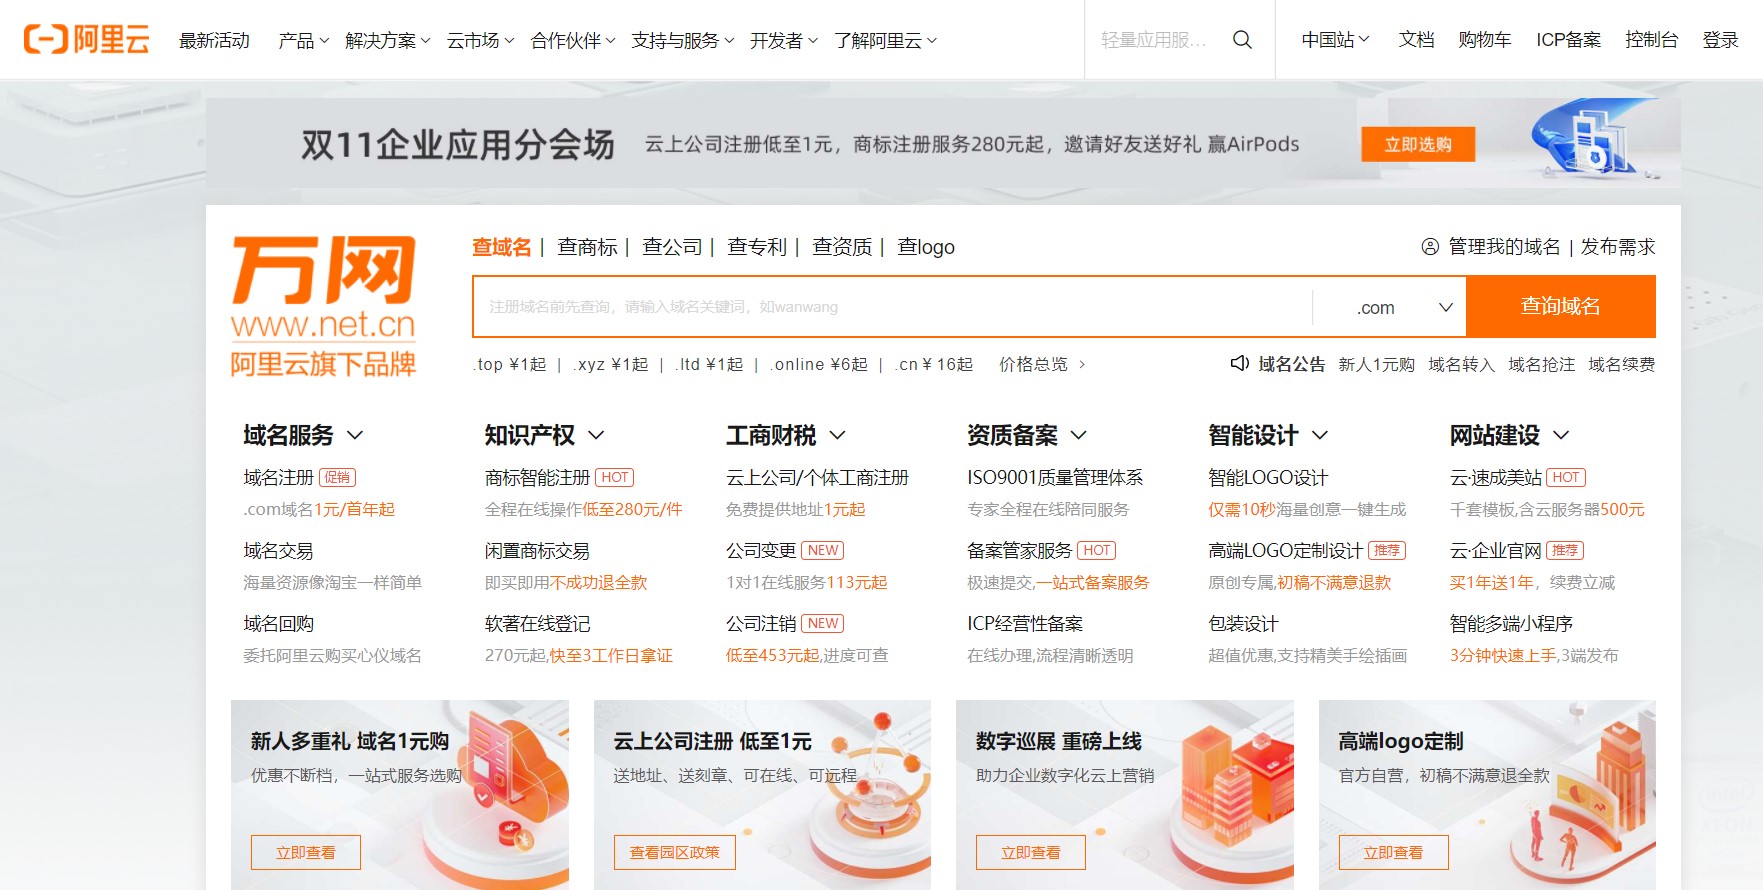 阿里云 最新活动 产品 解决方案 云市场 合作伙伴 支持与服务 开发者 了解阿里云 轻量应用服... 中国站 文档 购物车 ICP备案 控制台 登录
双11企业应用分会场 云上公司注册低至1元，商标注册服务280元起，邀请好友送好礼 赢AirPods 立即选购
万网
www.net.cn
阿里云旗下品牌
查域名 | 查商标 | 查公司 | 查专利 | 查资质 | 查logo 管理我的域名 | 发布需求
注册域名前先查询，请输入域名关键词，如wanwang .com 查询域名
.top ¥1起 | .xyz ¥1起 | .ltd ¥1起 | .online ¥6起 | .cn￥16起 价格总览 域名公告 新人1元购 域名转入 域名抢注 域名续费
域名服务 知识产权 工商财税 资质备案 智能设计 网站建设
域名注册 促销 商标智能注册 HOT 云上公司/个体工商注册 ISO9001质量管理体系 智能LOGO设计 云·速成美站 HOT
.com域名1元/首年起 全程在线操作低至280元/件 免费提供地址1元起 专家全程在线陪同服务 仅需10秒海量创意一键生成 千套模板,含云服务器500元
域名交易 闲置商标交易 公司变更 NEW 备案管家服务 HOT 高端LOGO定制设计 推荐 云·企业官网 推荐
海量资源像淘宝一样简单 即买即用不成功退全款 1对1在线服务113元起 极速提交,一站式备案服务 原创专属,初稿不满意退款 买1年送1年，续费立减
域名回购 软著在线登记 公司注销 NEW ICP经营性备案 包装设计 智能多端小程序
委托阿里云购买心仪域名 270元起,快至3工作日拿证 低至453元起,进度可查 在线办理,流程清晰透明 超值优惠,支持精美手绘插画 3分钟快速上手,3端发布
新人多重礼 域名1元购 云上公司注册 低至1元 数字巡展 重磅上线 高端logo定制
优惠不断档，一站式服务选购 送地址、送刻章、可在线、可远程 助力企业数字化云上营销 官方自营，初稿不满意退全款
立即查看 查看园区政策 立即查看 立即查看